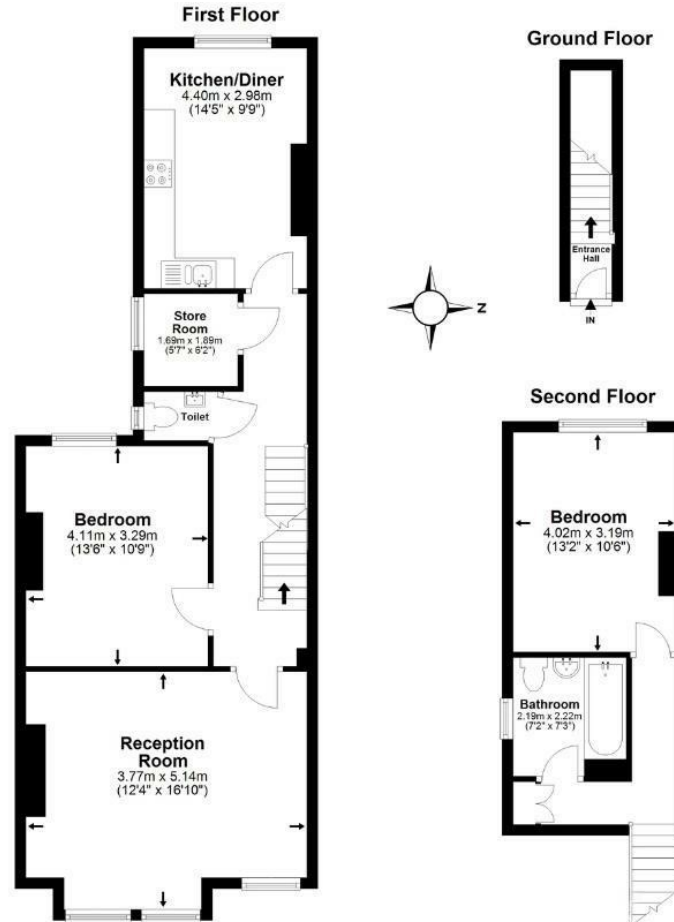 First Floor
Kitchen/Diner
4.40m x 2.98m
(14'5" x 9'9")
Store
Room
1.69m x 1.89m
(5'7" x 6'2")
Toilet
Bedroom
4.11m x 3.29m
(13'6" x 10'9")
Reception
Room
3.77m x 5.14m
(12'4" x 16'10")
Ground Floor
Entrance
Hall
IN
N
Second Floor
Bedroom
4.02m x 3.19m
(13'2" x 10'6")
Bathroom
2.19m x 2.22m
(7'2" x 7'3")